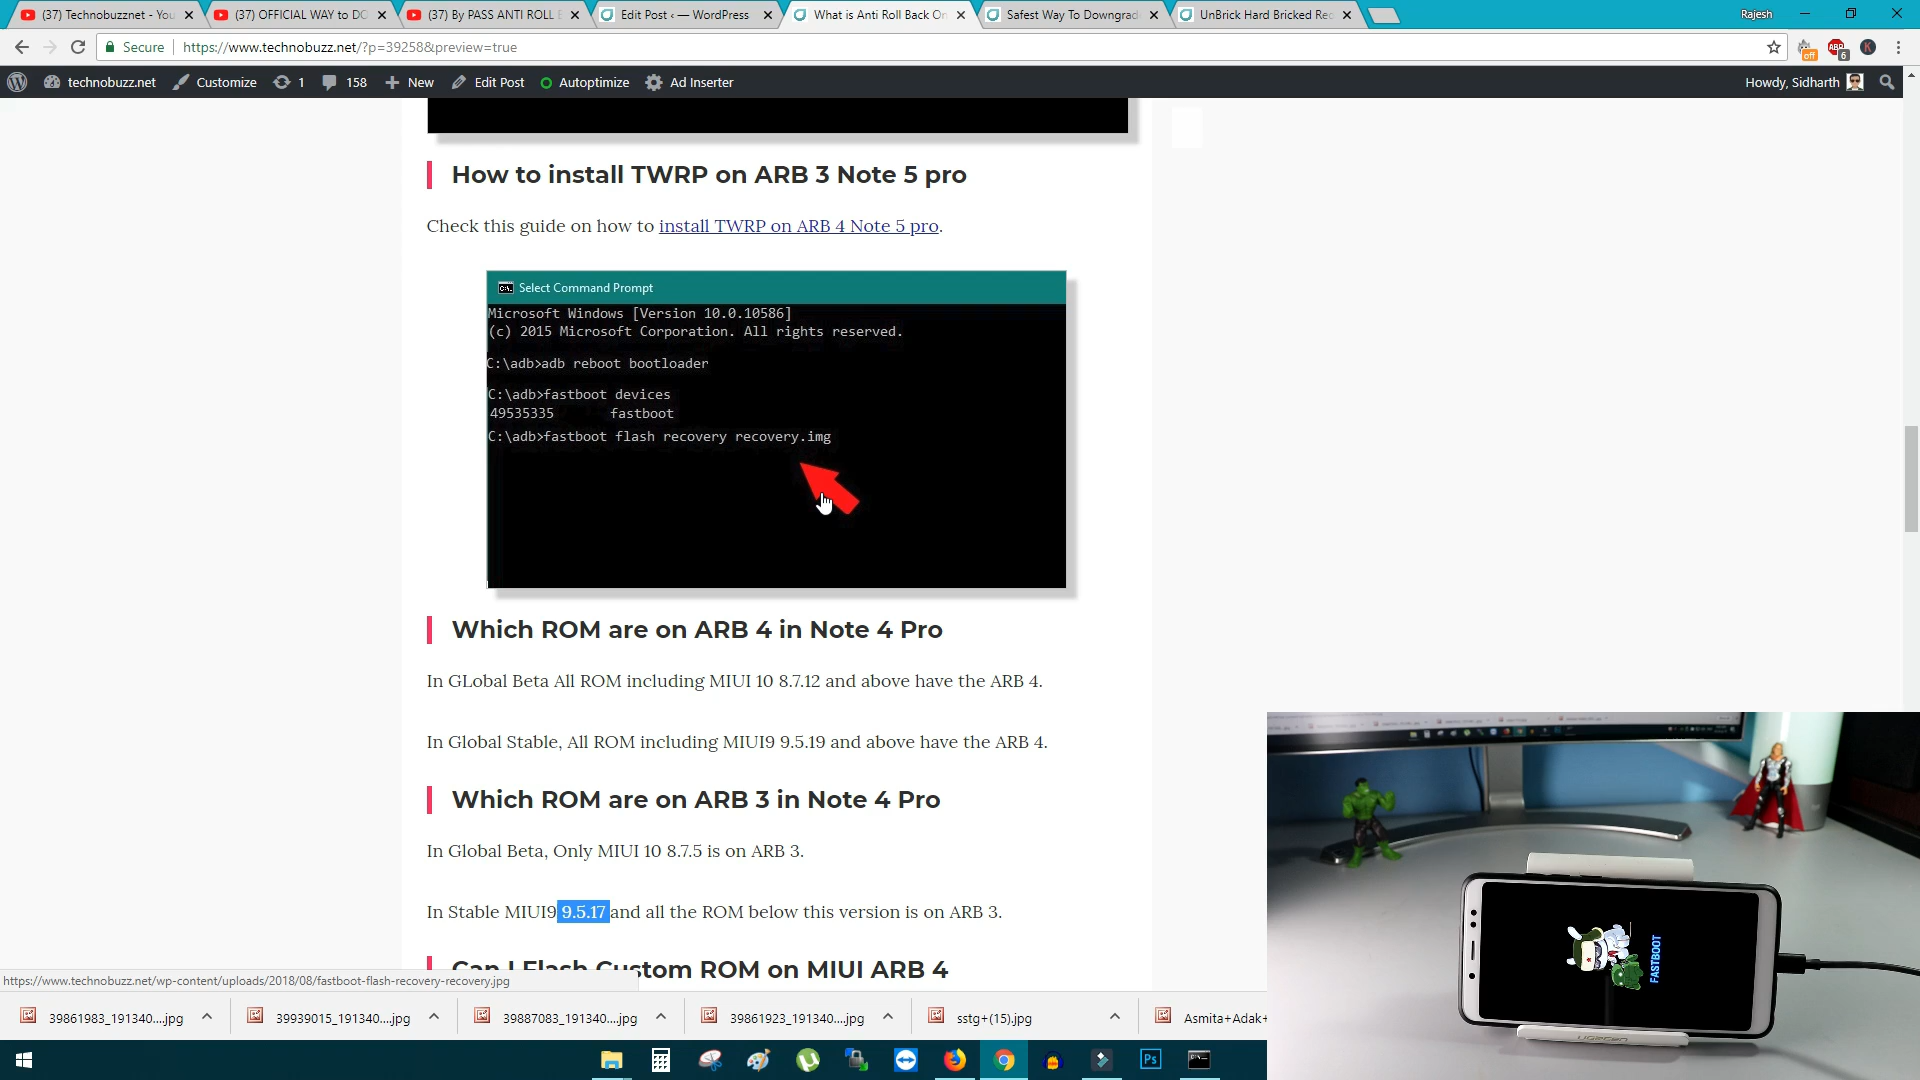 (37) Technobuzznet - You
(37) OFFICIAL WAY to DO
(37) By PASS ANTI ROLL B
Edit Post ‹ — WordPress
What is Anti Roll Back On
Safest Way To Downgrad
UnBrick Hard Bricked Red
Rajesh
Secure
https://www.technobuzz.net/?p=39258&preview=true
off
ABP
6
K
technobuzz.net
Customize
1
158
New
Edit Post
Autoptimize
Ad Inserter
Howdy, Sidharth
How to install TWRP on ARB 3 Note 5 pro
Check this guide on how to install TWRP on ARB 4 Note 5 pro.
Select Command Prompt
Microsoft Windows [Version 10.0.10586]
(c) 2015 Microsoft Corporation. All rights reserved.
C:\adb>adb reboot bootloader
C:\adb>fastboot devices
49535335 fastboot
C:\adb>fastboot flash recovery recovery.img
Which ROM are on ARB 4 in Note 4 Pro
In GLobal Beta All ROM including MIUI 10 8.7.12 and above have the ARB 4.
In Global Stable, All ROM including MIUI9 9.5.19 and above have the ARB 4.
Which ROM are on ARB 3 in Note 4 Pro
In Global Beta, Only MIUI 10 8.7.5 is on ARB 3.
In Stable MIUI9 9.5.17 and all the ROM below this version is on ARB 3.
Can I Flash Custom ROM on MIUI ARB 4
https://www.technobuzz.net/wp-content/uploads/2018/08/fastboot-flash-recovery-recovery.jpg
39861983_191340....jpg
39939015_191340....jpg
39887083_191340....jpg
39861923_191340....jpg
sstg+(15).jpg
Asmita+Adak+
Ps
FASTBOOT
UGREEN